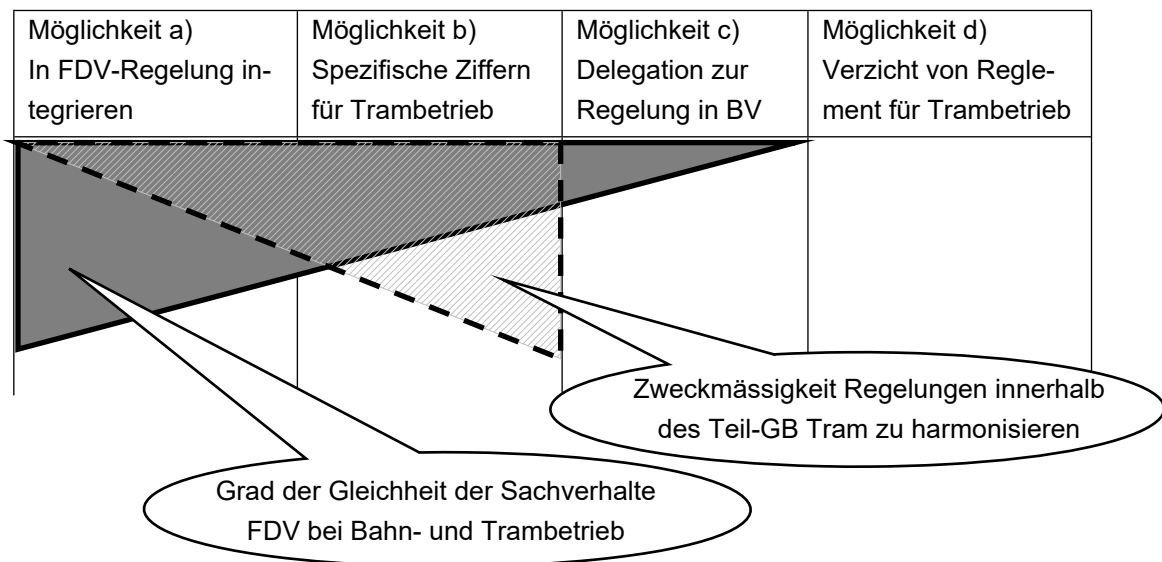 Möglichkeit a)
In FDV-Regelung in-
tegrieren
Möglichkeit b)
Spezifische Ziffern
für Trambetrieb
Möglichkeit c)
Delegation zur
Regelung in BV
Möglichkeit d)
Verzicht von Regle-
ment für Trambetrieb
Zweckmässigkeit Regelungen innerhalb
des Teil-GB Tram zu harmonisieren
Grad der Gleichheit der Sachverhalte
FDV bei Bahn- und Trambetrieb